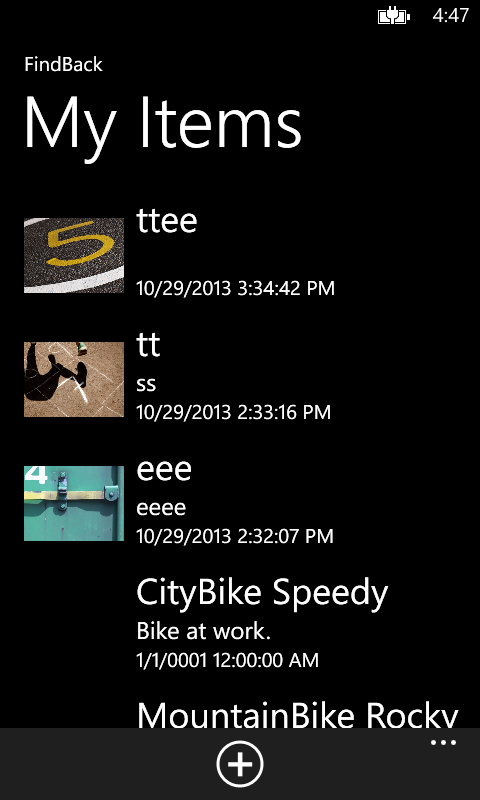 4:47
FindBack
My Items
5
ttee
10/29/2013 3:34:42 PM
tt
ss
10/29/2013 2:33:16 PM
4
eee
eeee
10/29/2013 2:32:07 PM
CityBike Speedy
Bike at work.
1/1/0001 12:00:00 AM
MountainBike Rocky